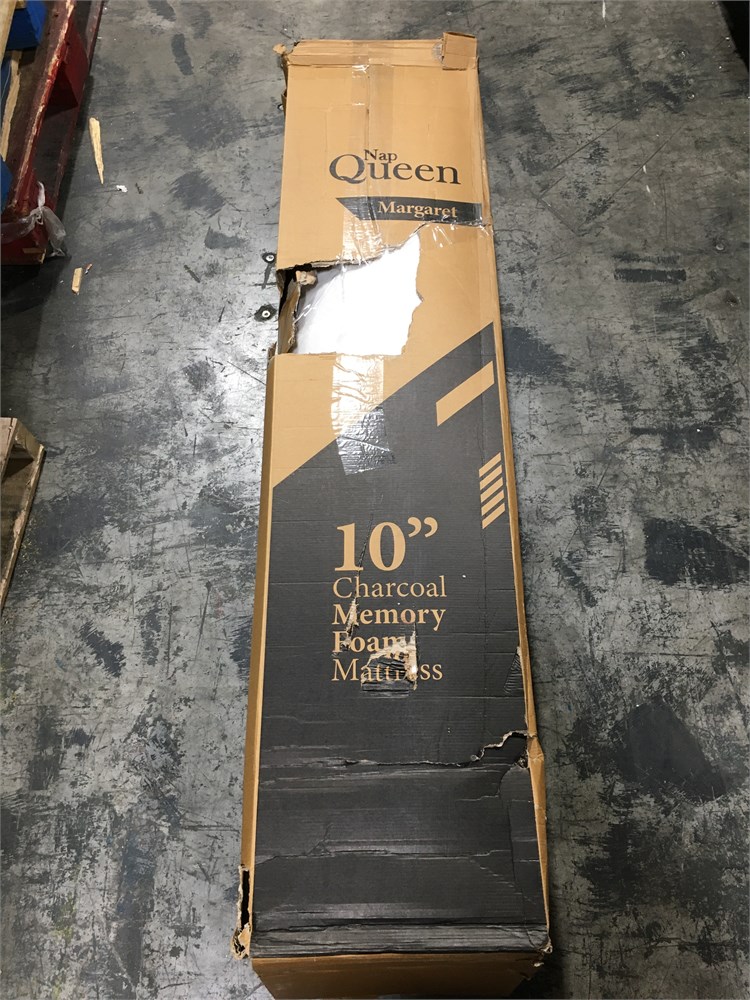 Nap
Queen
Margaret
10”
Charcoal
Memory
Foam
Mattress